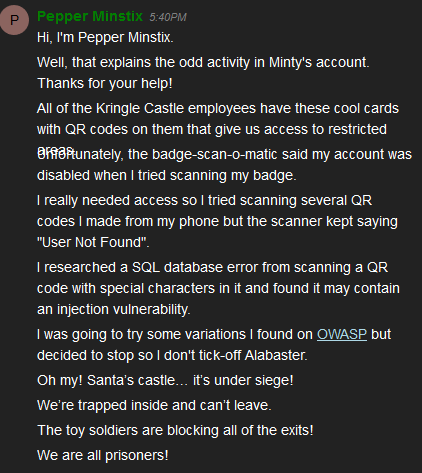 P
Pepper Minstix 5:40PM
Hi, I'm Pepper Minstix.
Well, that explains the odd activity in Minty's account.
Thanks for your help!
All of the Kringle Castle employees have these cool cards
with QR codes on them that give us access to restricted
areas.
Unfortunately, the badge-scan-o-matic said my account was
disabled when I tried scanning my badge.
I really needed access so I tried scanning several QR
codes I made from my phone but the scanner kept saying
"User Not Found".
I researched a SQL database error from scanning a QR
code with special characters in it and found it may contain
an injection vulnerability.
I was going to try some variations I found on OWASP but
decided to stop so I don't tick-off Alabaster.
Oh my! Santa’s castle… it’s under siege!
We’re trapped inside and can’t leave.
The toy soldiers are blocking all of the exits!
We are all prisoners!